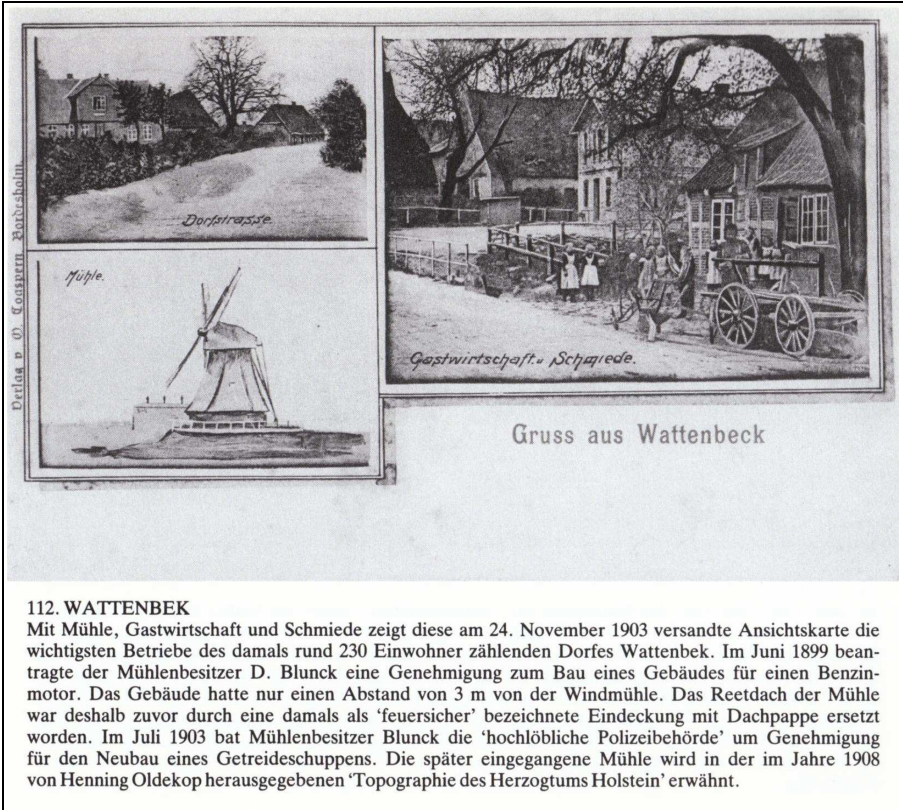 Dorfstrasse.
Mühle.
Gastwirtschaft u Schmiede.
Verlag v
Bordesholm.
Gruss aus Wattenbeck
112. WATTENBEK
Mit Mühle, Gastwirtschaft und Schmiede zeigt diese am 24. November 1903 versandte Ansichtskarte die
wichtigsten Betriebe des damals rund 230 Einwohner zählenden Dorfes Wattenbek. Im Juni 1899 bean-
tragte der Mühlenbesitzer D. Blunck eine Genehmigung zum Bau eines Gebäudes für einen Benzin-
motor. Das Gebäude hatte nur einen Abstand von 3 m von der Windmühle. Das Reetdach der Mühle
war deshalb zuvor durch eine damals als 'feuersicher' bezeichnete Eindeckung mit Dachpappe ersetzt
worden. Im Juli 1903 bat Mühlenbesitzer Blunck die 'hochlöbliche Polizeibehörde' um Genehmigung
für den Neubau eines Getreideschuppens. Die später eingegangene Mühle wird in der im Jahre 1908
von Henning Oldekop herausgegebenen 'Topographie des Herzogtums Holstein' erwähnt.